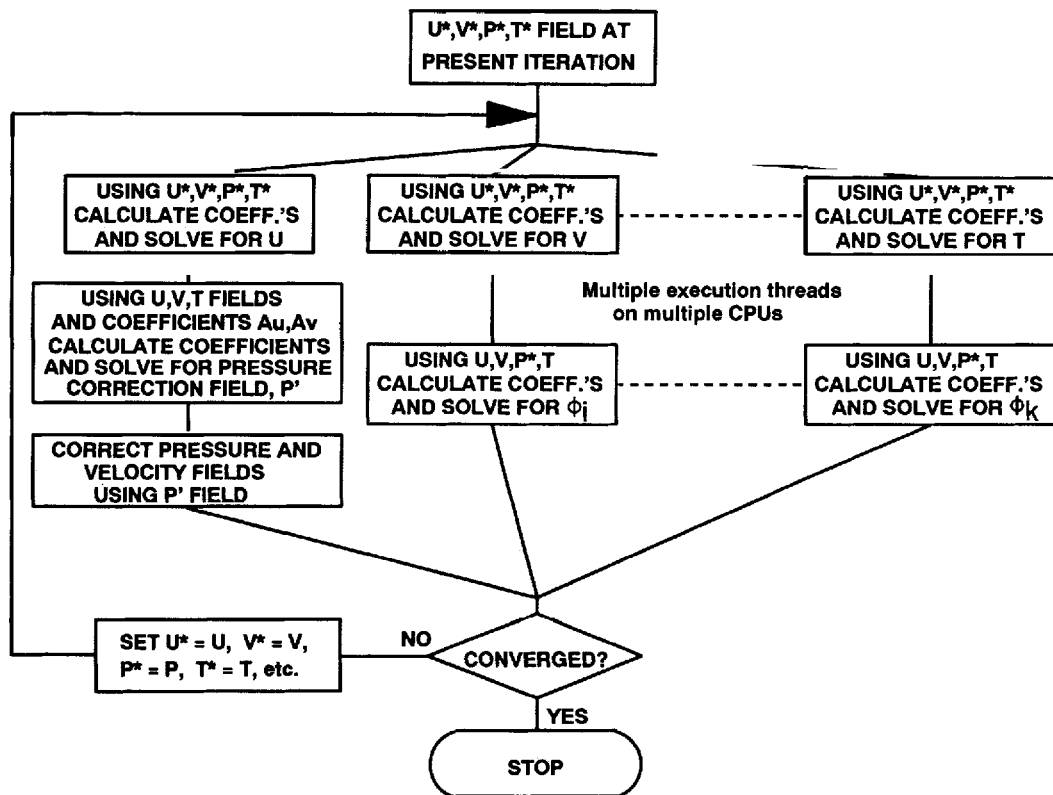 U*,V*,P*,T* FIELD AT
PRESENT ITERATION
USING U*,V*,P*,T*
CALCULATE COEFF.'S
AND SOLVE FOR U
USING U*,V*,P*,T*
CALCULATE COEFF.'S
AND SOLVE FOR V
USING U*,V*,P*,T*
CALCULATE COEFF.'S
AND SOLVE FOR T
USING U,V,T FIELDS
AND COEFFICIENTS Au,Av
CALCULATE COEFFICIENTS
AND SOLVE FOR PRESSURE
CORRECTION FIELD, P'
Multiple execution threads
on multiple CPUs
USING U,V,P*,T
CALCULATE COEFF.'S
AND SOLVE FOR Φj
USING U,V,P*,T
CALCULATE COEFF.'S
AND SOLVE FOR Φk
CORRECT PRESSURE AND
VELOCITY FIELDS
USING P' FIELD
SET U* = U, V* = V,
P* = P, T* = T, etc.
NO
CONVERGED?
YES
STOP